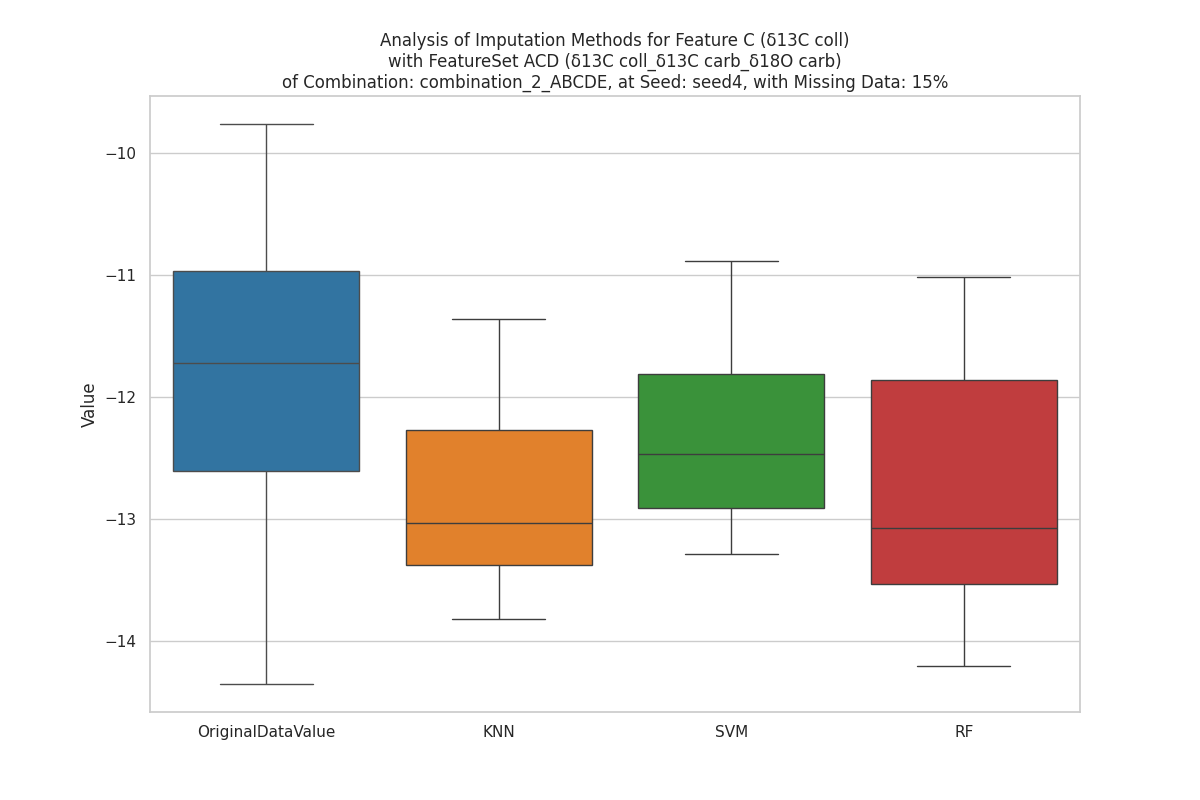 Analysis of Imputation Methods for Feature C (δ13C coll)
with FeatureSet ACD (δ13C coll_δ13C carb_δ18O carb)
of Combination: combination_2_ABCDE, at Seed: seed4, with Missing Data: 15%
−10
−11
−12
−13
−14
Value
OriginalDataValue
KNN
SVM
RF